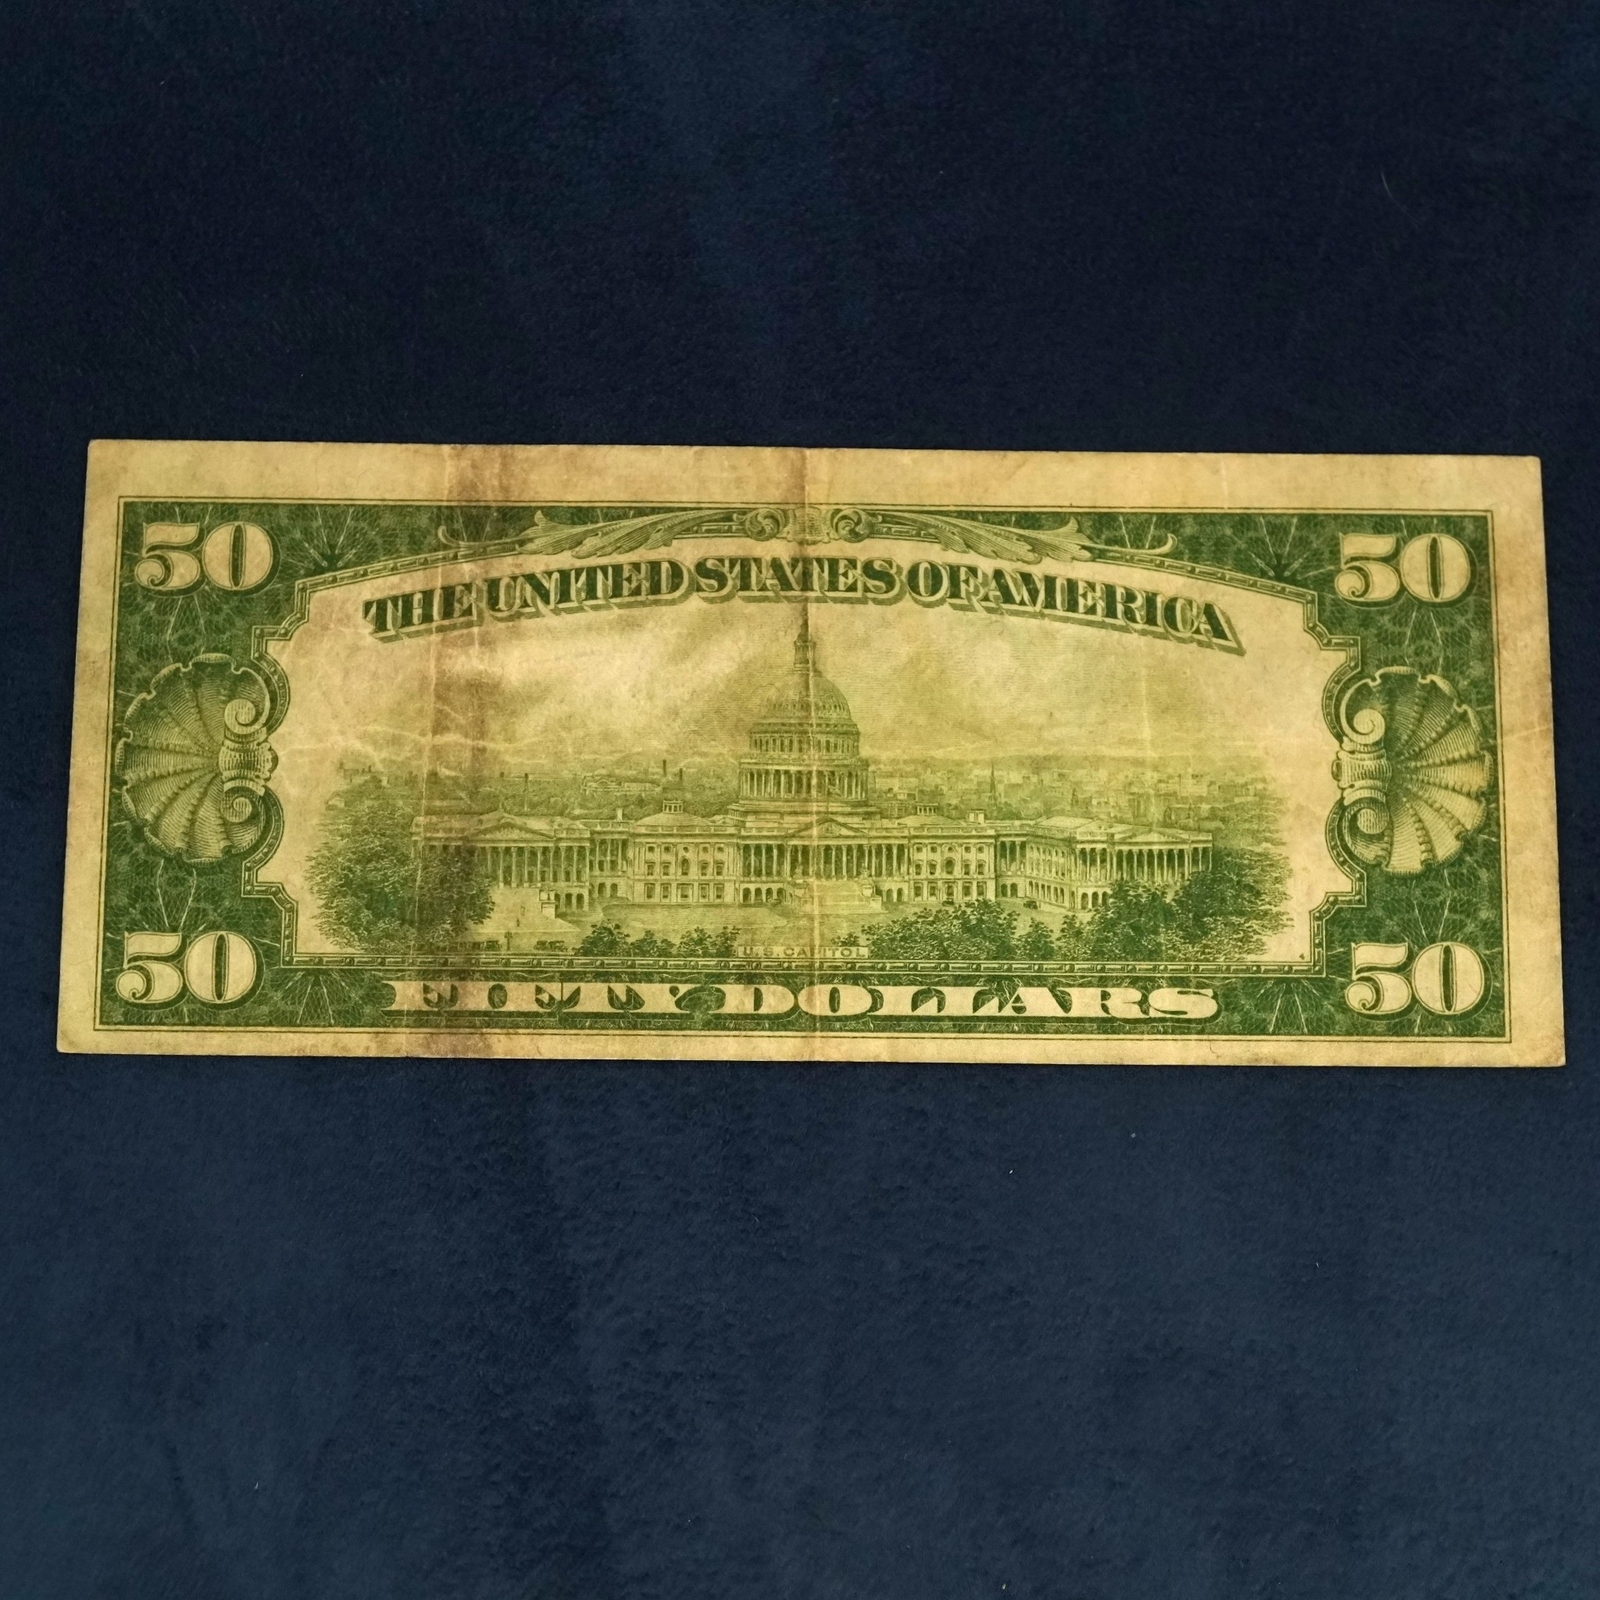 50 50
THE UNITED STATES OF AMERICA
U.S. CAPITOL
50 FIFTY DOLLARS 50